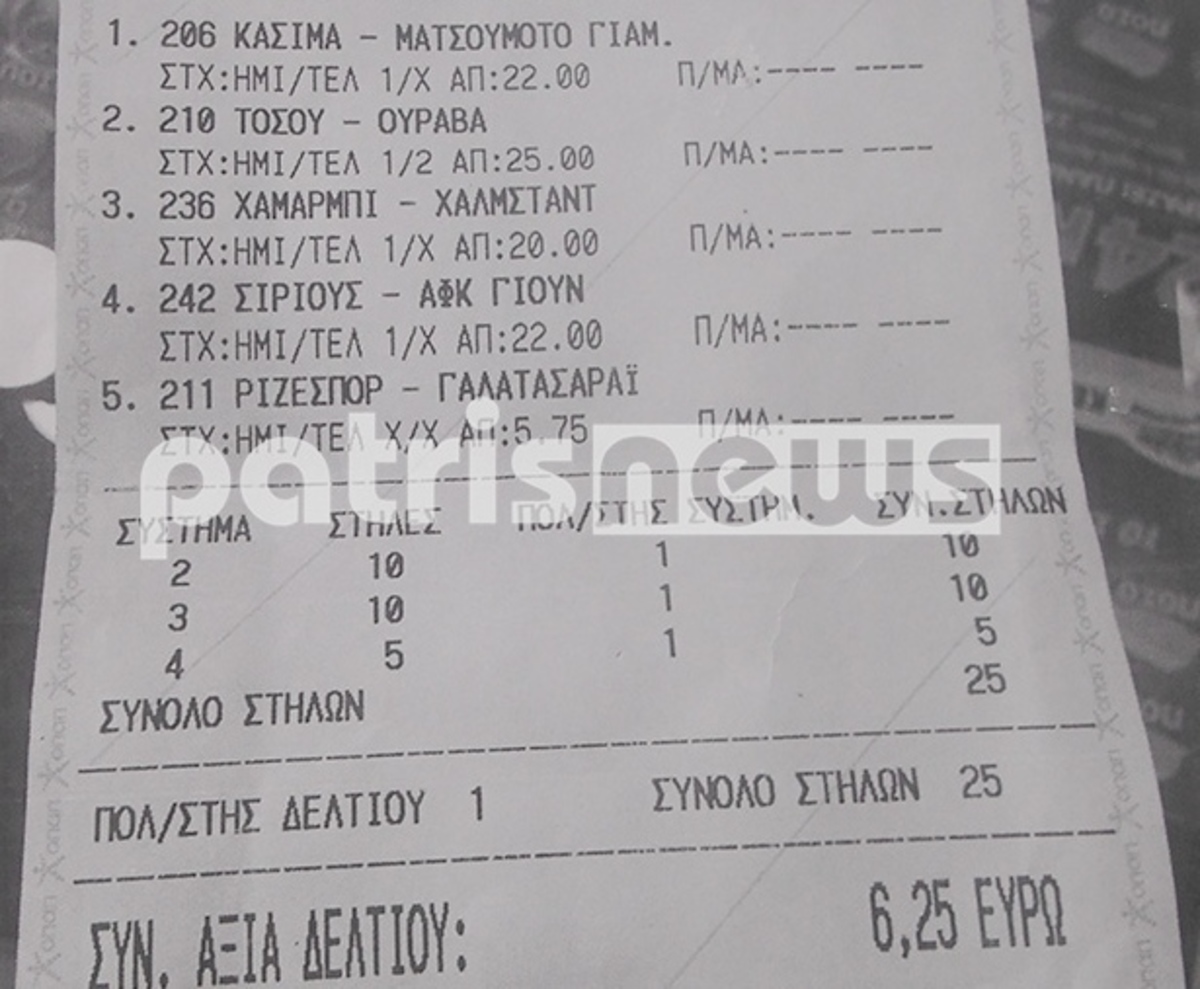 1. 206 ΚΑΣΙΜΑ - ΜΑΤΣΟΥΜΟΤΟ ΓΙΑΜ.
ΣΤΧ:ΗΜΙ/ΤΕΛ 1/Χ ΑΠ:22.00 Π/ΜΑ:---- ----
2. 210 ΤΟΣΟΥ - ΟΥΡΑΒΑ
ΣΤΧ:ΗΜΙ/ΤΕΛ 1/2 ΑΠ:25.00 Π/ΜΑ:---- ----
3. 236 ΧΑΜΑΡΜΠΙ - ΧΑΛΜΣΤΑΝΤ
ΣΤΧ:ΗΜΙ/ΤΕΛ 1/Χ ΑΠ:20.00 Π/ΜΑ:---- ----
4. 242 ΣΙΡΙΟΥΣ - ΑΦΚ ΓΙΟΥΝ
ΣΤΧ:ΗΜΙ/ΤΕΛ 1/Χ ΑΠ:22.00 Π/ΜΑ:---- ----
5. 211 ΡΙΖΕΣΠΟΡ - ΓΑΛΑΤΑΣΑΡΑΪ
ΣΤΧ:ΗΜΙ/ΤΕΛ Χ/Χ ΑΠ:5.75 Π/ΜΑ:---- ----
patrisnews
ΣΥΣΤΗΜΑ ΣΤΗΛΕΣ ΠΟΛ/ΣΤΗΣ ΣΥΣΤΗΜ. ΣΥΝ.ΣΤΗΛΩΝ
2 10 1 10
3 10 1 10
4 5 1 5
ΣΥΝΟΛΟ ΣΤΗΛΩΝ 25
ΠΟΛ/ΣΤΗΣ ΔΕΛΤΙΟΥ 1 ΣΥΝΟΛΟ ΣΤΗΛΩΝ 25
ΣΥΝ. ΑΞΙΑ ΔΕΛΤΙΟΥ: 6,25 ΕΥΡΩ